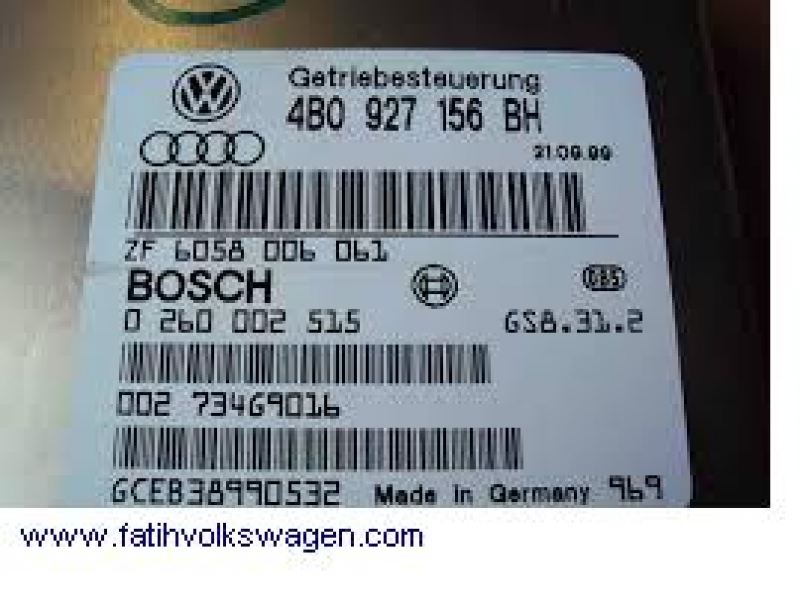 Getriebesteuerung
4B0 927 156 BH
21.09.99
ZF 6058 006 061
BOSCH
GBS
0 260 002 515 GS8.31.2
002 73469016
GCEB38990532 Made in Germany 969
www.fatihvolkswagen.com